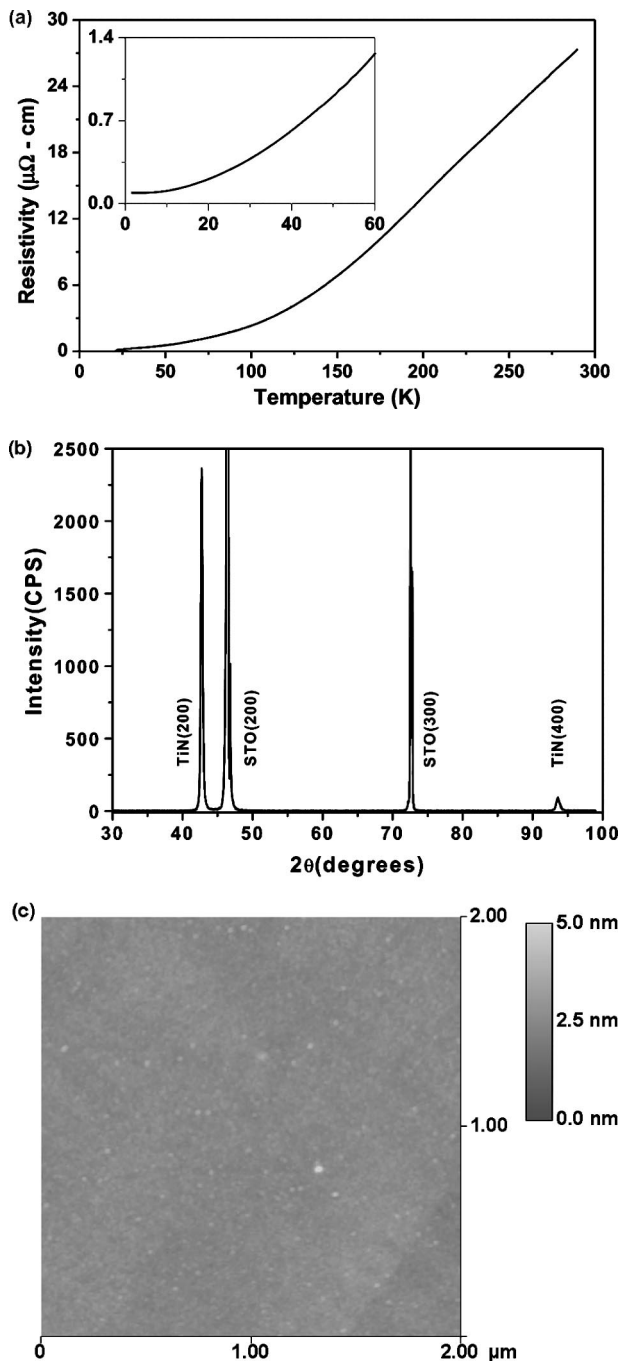 (a)
30
24
18
12
6
0
Resistivity (μΩ - cm)
1.4
0.7
0.0
0 20 40 60
0 50 100 150 200 250 300
Temperature (K)
(b)
2500
2000
1500
1000
500
0
Intensity(CPS)
TiN(200)
STO(200)
STO(300)
TiN(400)
30 40 50 60 70 80 90 100
2θ(degrees)
(c)
2.00
1.00
5.0 nm
2.5 nm
0.0 nm
0 1.00 2.00 μm